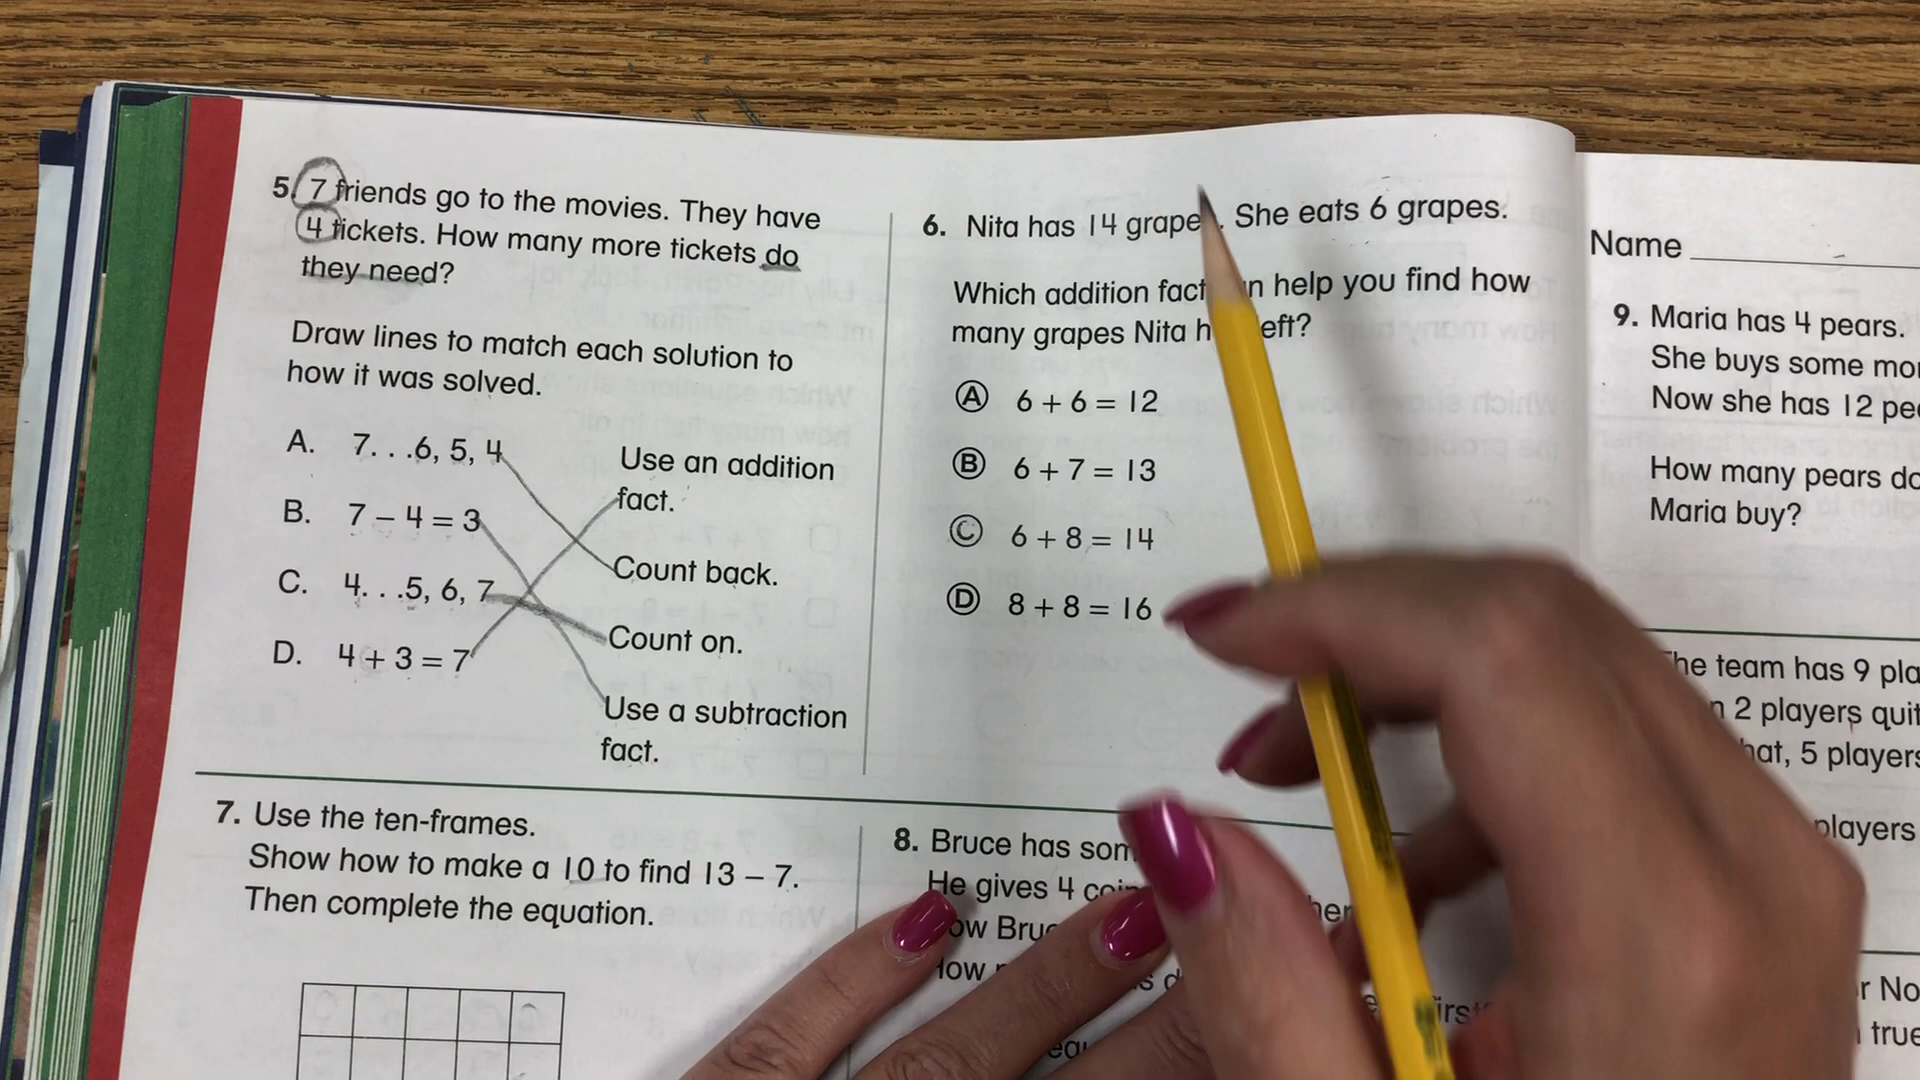 5. 7 friends go to the movies. They have
4 tickets. How many more tickets do
they need?
Draw lines to match each solution to
how it was solved.
A. 7. . .6, 5, 4
B. 7 – 4 = 3
C. 4. . .5, 6, 7
D. 4 + 3 = 7
Use an addition
fact.
Count back.
Count on.
Use a subtraction
fact.
6. Nita has 14 grape . She eats 6 grapes.
Which addition fact n help you find how
many grapes Nita h eft?
A 6 + 6 = 12
B 6 + 7 = 13
C 6 + 8 = 14
D 8 + 8 = 16
7. Use the ten-frames.
Show how to make a 10 to find 13 – 7.
Then complete the equation.
8. Bruce has som
He gives 4 coi
ow Bru
Name
9. Maria has 4 pears.
She buys some mo
Now she has 12 pe
How many pears do
Maria buy?
he team has 9 pla
n 2 players quit
hat, 5 players
players
r No
true